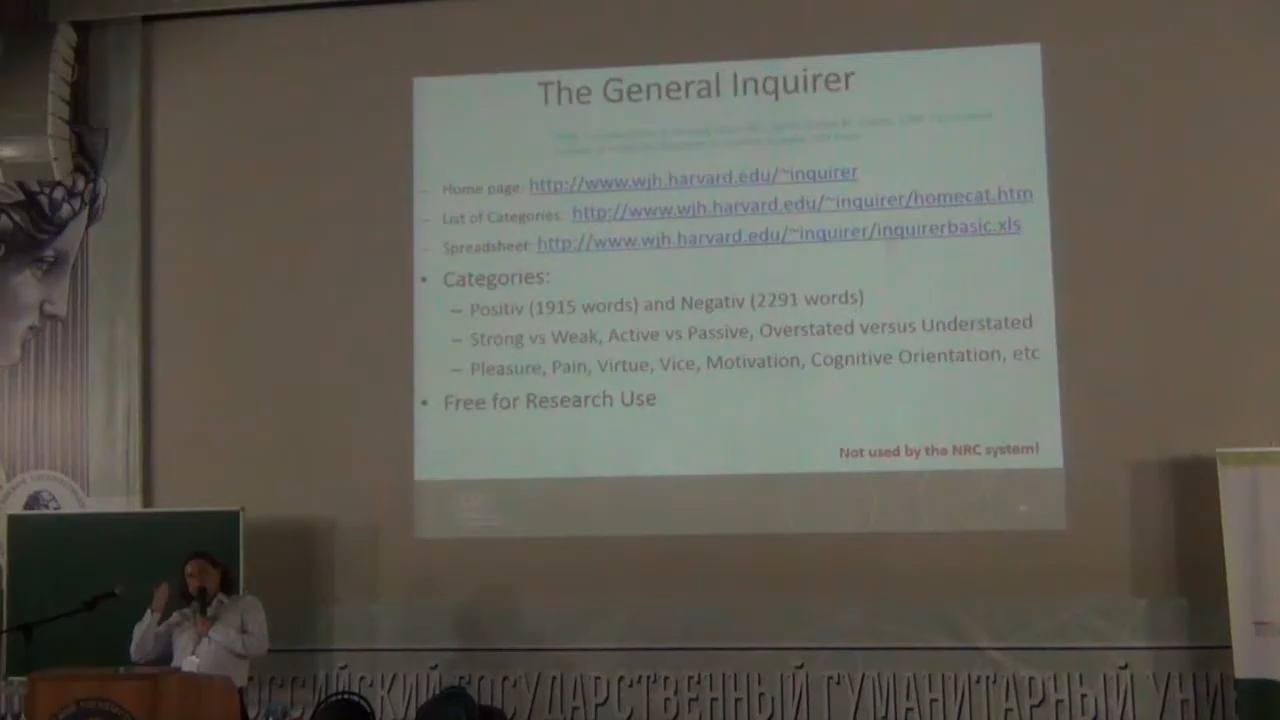 The General Inquirer
– Home page: http://www.wjh.harvard.edu/~inquirer
– List of Categories: http://www.wjh.harvard.edu/~inquirer/homecat.htm
– Spreadsheet: http://www.wjh.harvard.edu/~inquirer/inquirerbasic.xls
• Categories:
– Positiv (1915 words) and Negativ (2291 words)
– Strong vs Weak, Active vs Passive, Overstated versus Understated
– Pleasure, Pain, Virtue, Vice, Motivation, Cognitive Orientation, etc
• Free for Research Use
Not used by the NRC system!
ОССИЙСКИЙ ГОСУДАРСТВЕННЫЙ ГУМАНИТАРНЫЙ УНИ